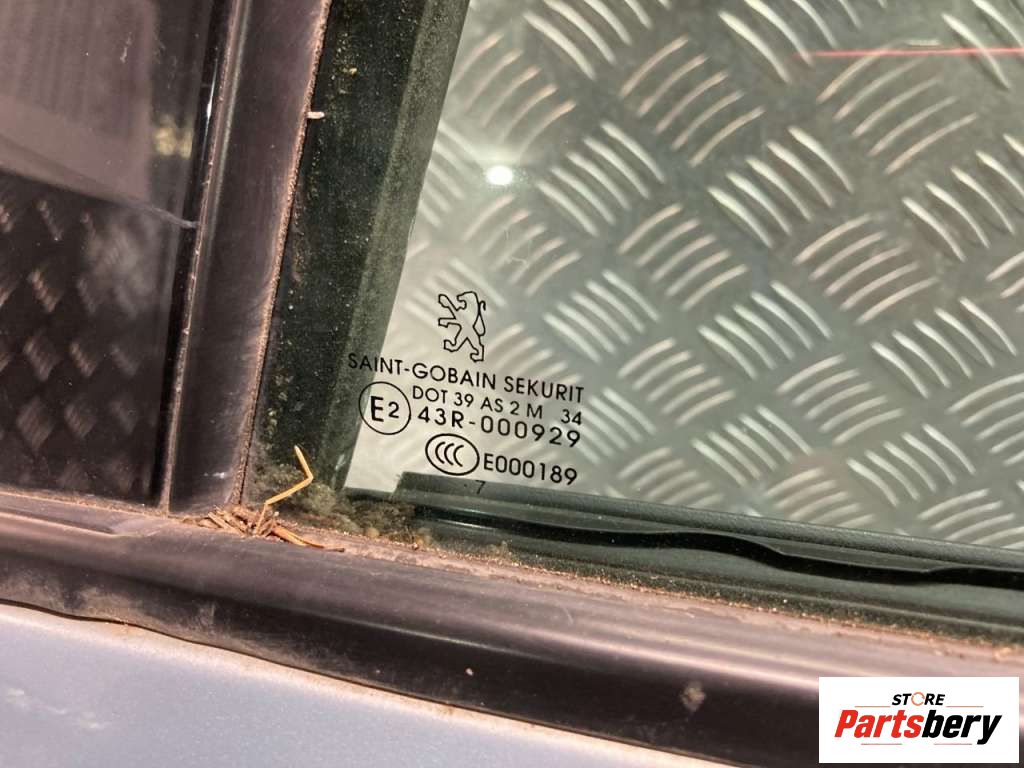 SAINT-GOBAIN SEKURIT
DOT 39 AS 2 M 34
E2 43R-000929
CCC E000189
.7
STORE
Partsbery